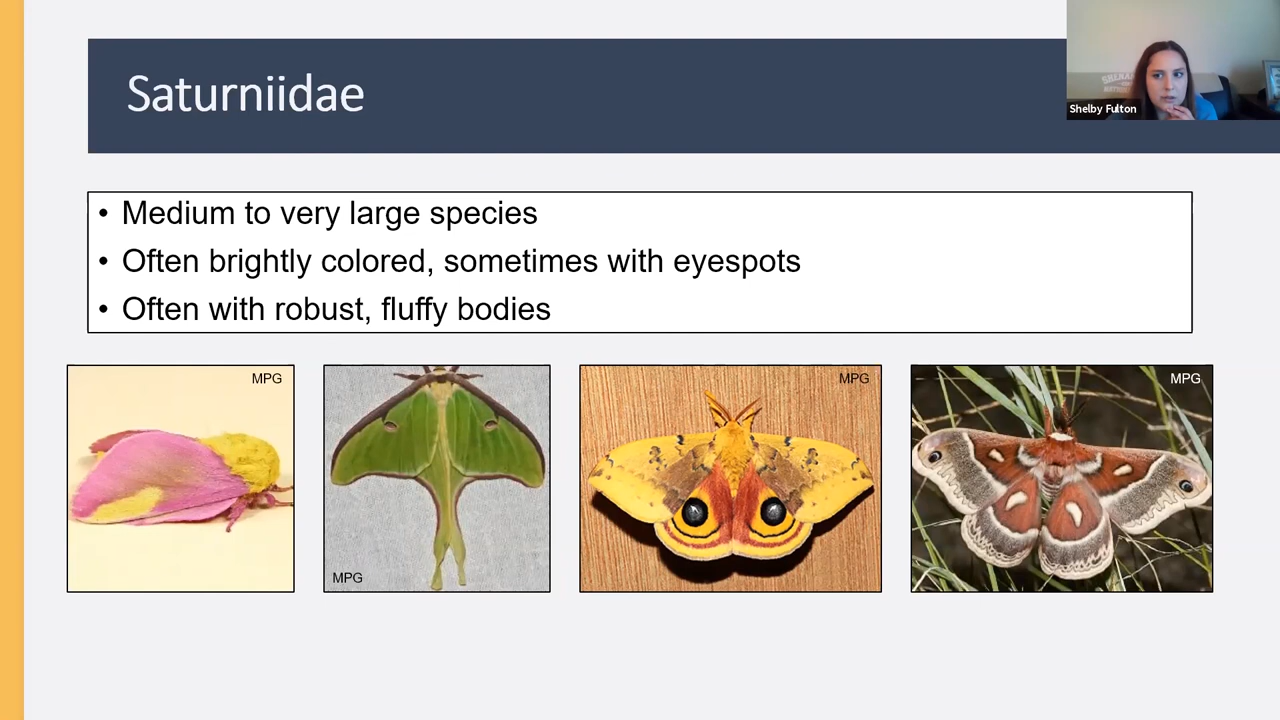 Saturniidae
Shelby Fulton
• Medium to very large species
• Often brightly colored, sometimes with eyespots
• Often with robust, fluffy bodies
MPG
MPG
MPG
MPG